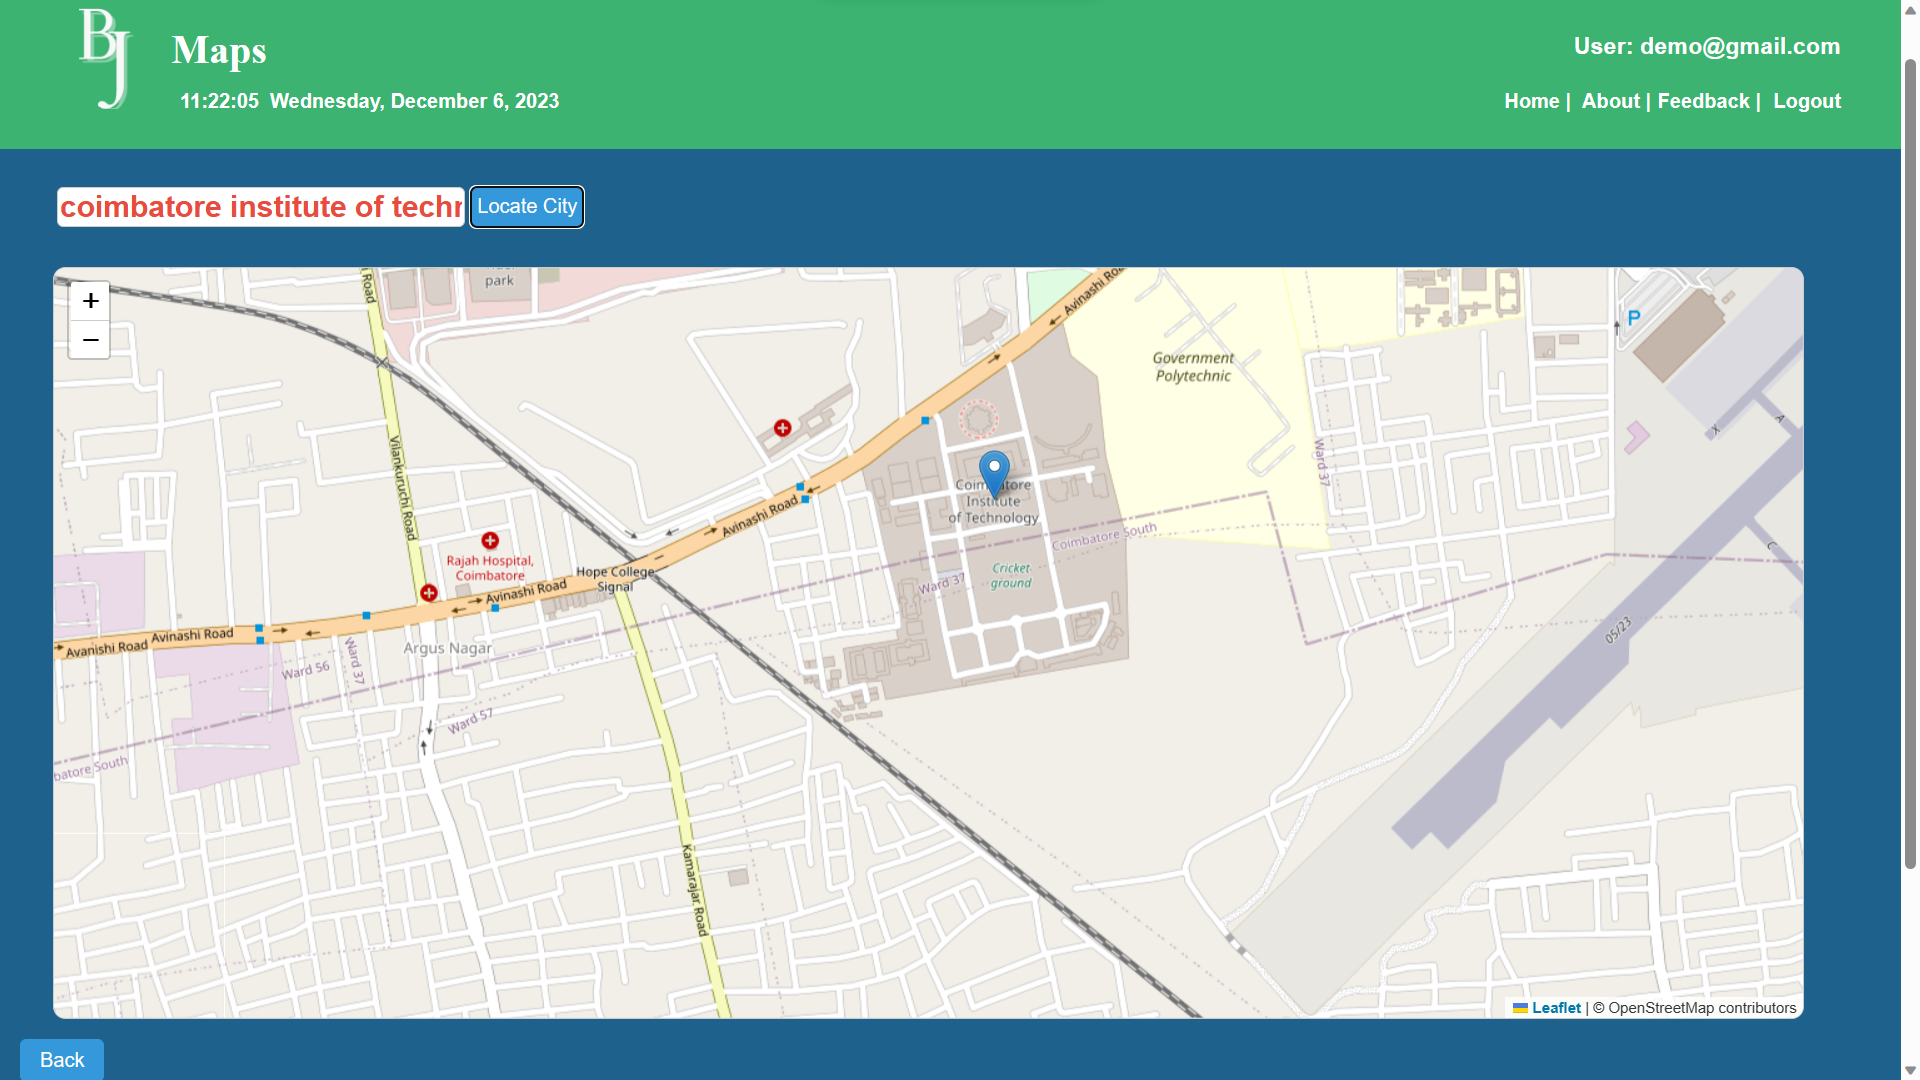 BJ
Maps
User: demo@gmail.com
11:22:05 Wednesday, December 6, 2023
Home | About | Feedback | Logout
coimbatore institute of techn
Locate City
+
−
park
Road
Avinashi Roa
P
Government
Polytechnic
Vilankuruchi Road
Ward 37
X
A
Coimbatore
Institute
of Technology
Avinashi Road
Coimbatore South
C
Rajah Hospital,
Coimbatore
Hope College
Signal
Cricket
ground
Ward 37
Avinashi Road
05/23
Avinashi Road
Avanishi Road
Argus Nagar
Ward 56
Ward 37
Ward 57
batore South
Kamarajar Road
Leaflet | © OpenStreetMap contributors
Back